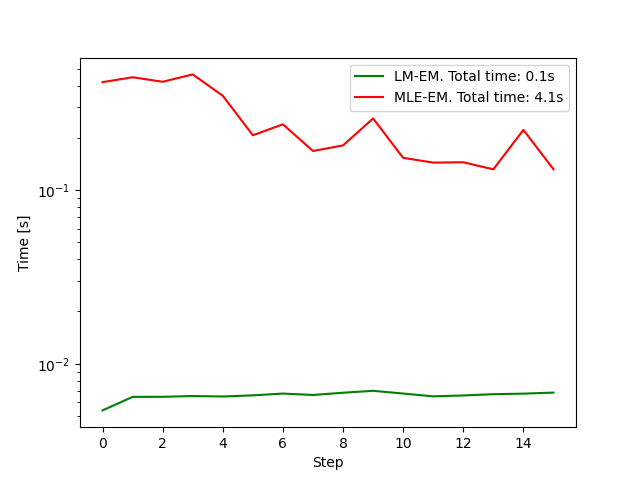 LM-EM. Total time: 0.1s
MLE-EM. Total time: 4.1s
10⁻¹
10⁻²
Time [s]
0 2 4 6 8 10 12 14
Step